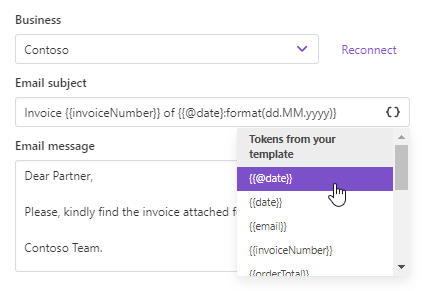 Business
Contoso
Reconnect
Email subject
Invoice {{invoiceNumber}} of {{@date}:format(dd.MM.yyyy)}
{}
Email message
Tokens from your
template
Dear Partner,
{{@date}}
{{date}}
Please, kindly find the invoice attached
{{email}}
{{invoiceNumber}}
Contoso Team.
{{orderTotal}}